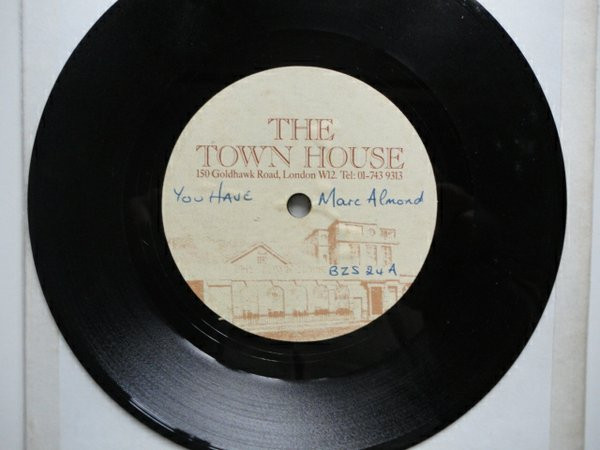 THE
TOWN HOUSE
150 Goldhawk Road, London W12. Tel: 01-743 9313
You Have Marc Almond
BZS 24 A